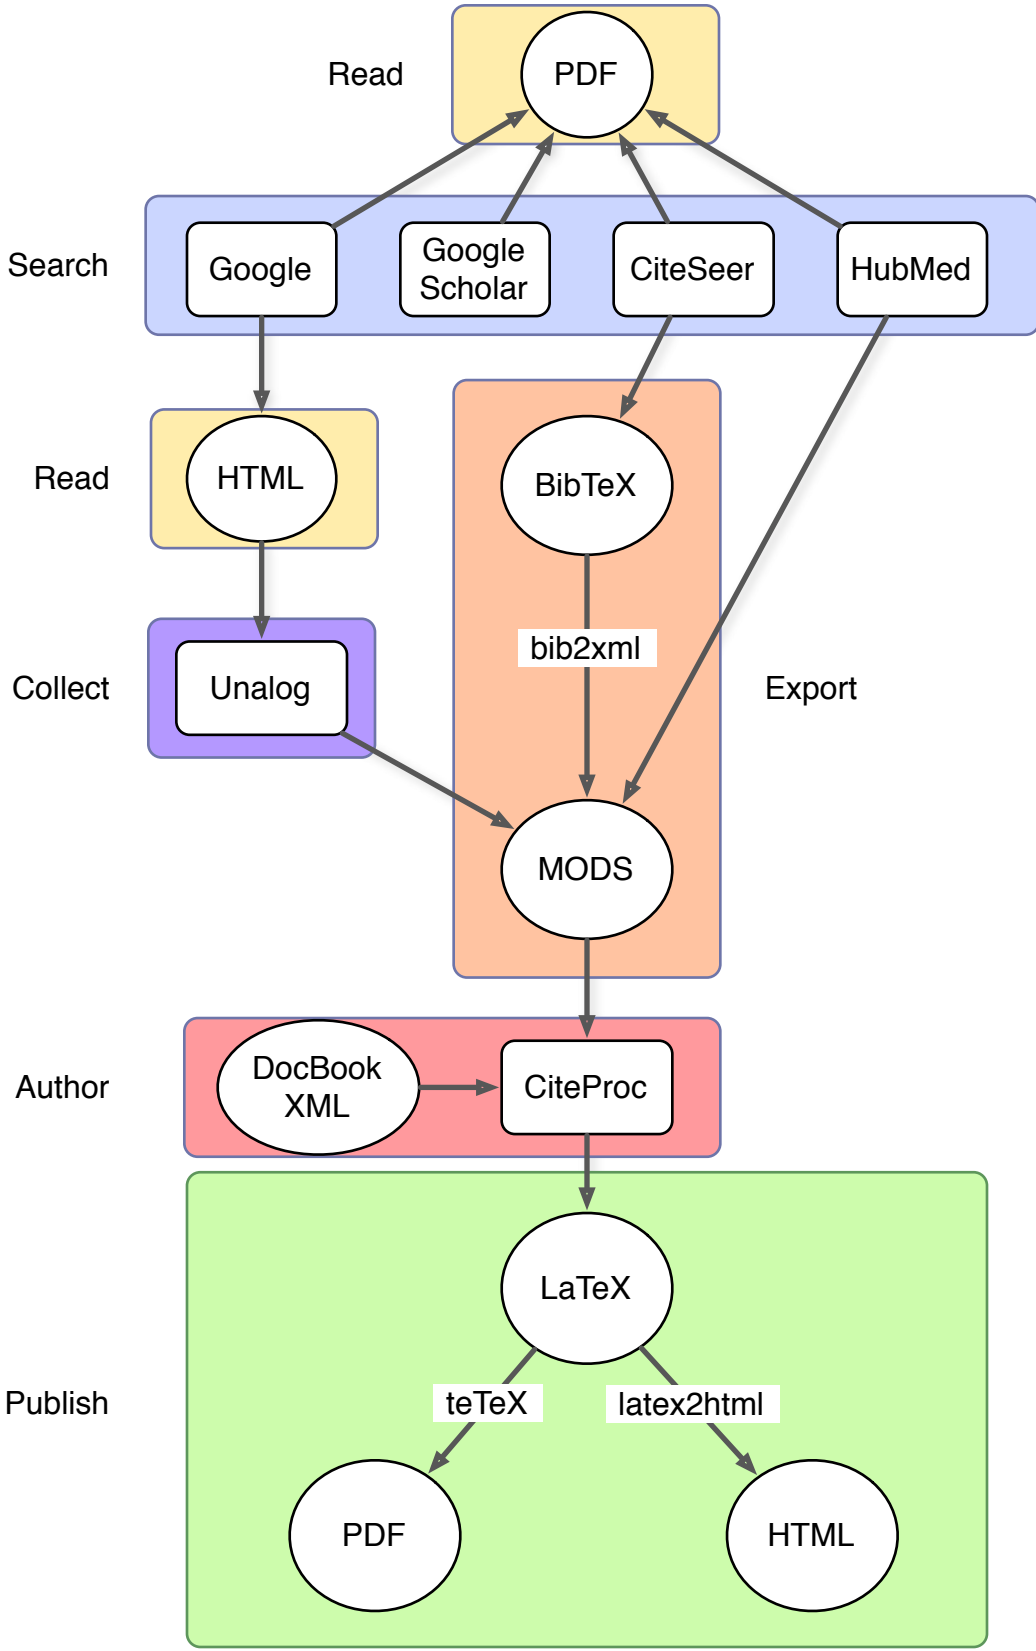 Read
PDF
Search
Google
Google
Scholar
CiteSeer
HubMed
Read
HTML
BibTeX
bib2xml
Collect
Unalog
Export
MODS
Author
DocBook
XML
CiteProc
LaTeX
Publish
teTeX
latex2html
PDF
HTML